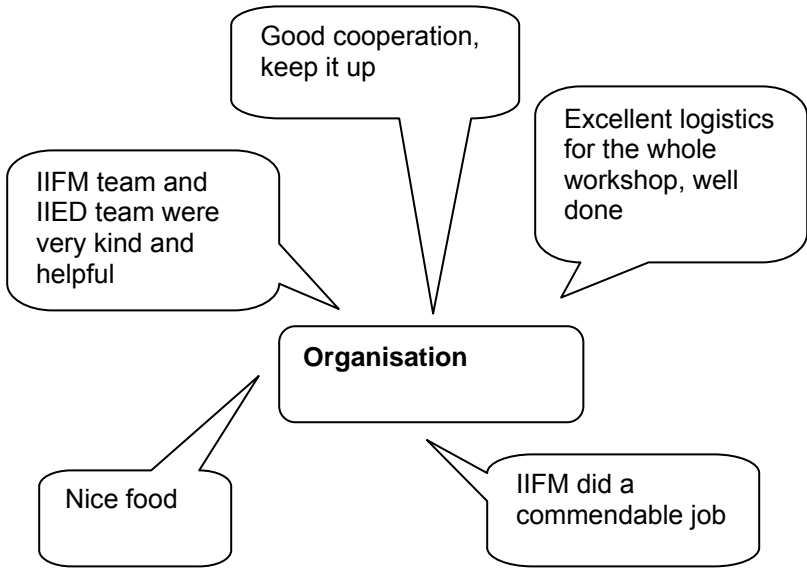 Good cooperation,
keep it up
Excellent logistics
for the whole
workshop, well
done
IIFM team and
IIED team were
very kind and
helpful
Organisation
Nice food
IIFM did a
commendable job